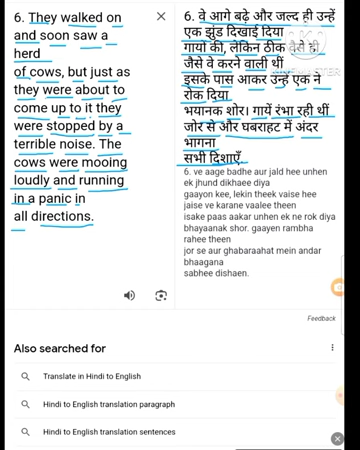 6. They walked on
and soon saw a
herd
of cows, but just as
they were about to
come up to it they
were stopped by a
terrible noise. The
cows were mooing
loudly and running
in a panic in
all directions.
6. वे आगे बढ़े और जल्द ही उन्हें
एक झुंड दिखाई दिया
गायों की, लेकिन ठीक वैसे ही
जैसे वे करने वाली थीं
इसके पास आकर उन्हें एक ने
रोक दिया
भयानक शोर। गायें रंभा रही थीं
जोर से और घबराहट में अंदर
भागना
सभी दिशाएँ.
6. ve aage badhe aur jald hee unhen
ek jhund dikhaee diya
gaayon kee, lekin theek vaise hee
jaise ve karane vaalee theen
isake paas aakar unhen ek ne rok diya
bhayaanak shor. gaayen rambha
rahee theen
jor se aur ghabaraahat mein andar
bhaagana
sabhee dishaen.
Feedback
Also searched for
Translate in Hindi to English
Hindi to English translation paragraph
Hindi to English translation sentences